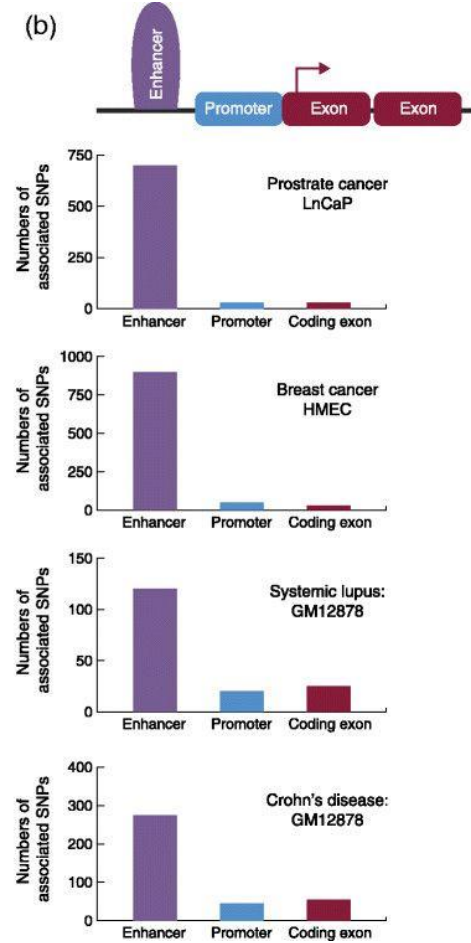 (b)
Enhancer
Promoter
Exon
Exon
Prostrate cancer
LnCaP
Numbers of
associated SNPs
750
500
250
0
Enhancer
Promoter
Coding exon
Breast cancer
HMEC
Numbers of
associated SNPs
1000
750
500
250
0
Enhancer
Promoter
Coding exon
Systemic lupus:
GM12878
Numbers of
associated SNPs
150
100
50
0
Enhancer
Promoter
Coding exon
Crohn's disease:
GM12878
Numbers of
associated SNPs
400
300
200
100
0
Enhancer
Promoter
Coding exon